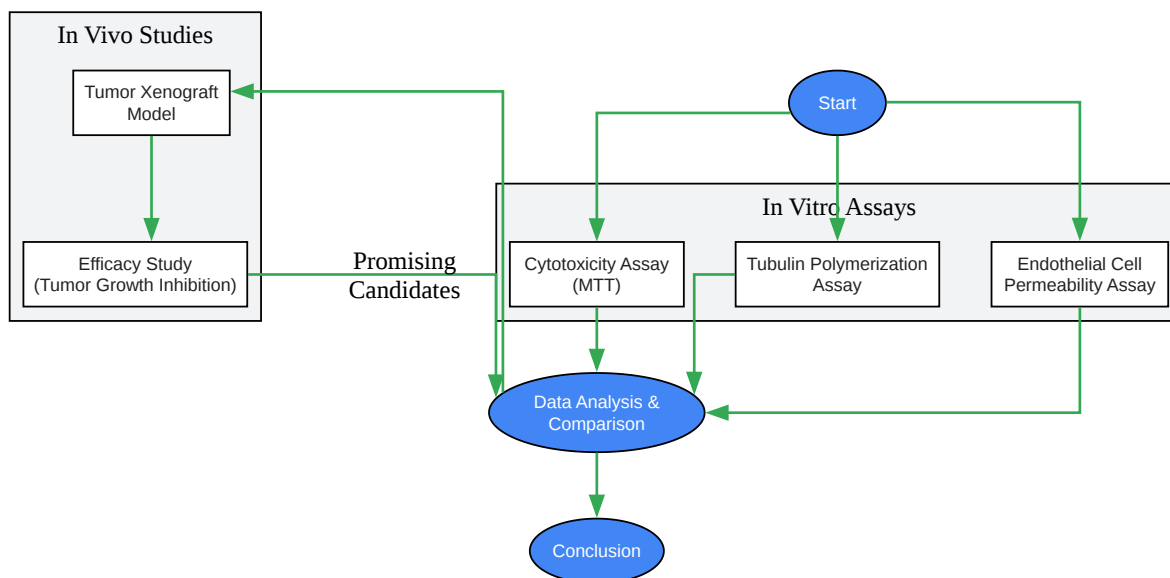 In Vivo Studies
Tumor Xenograft
Model
Efficacy Study
(Tumor Growth Inhibition)
Promising
Candidates
Start
In Vitro Assays
Cytotoxicity Assay
(MTT)
Tubulin Polymerization
Assay
Endothelial Cell
Permeability Assay
Data Analysis &
Comparison
Conclusion